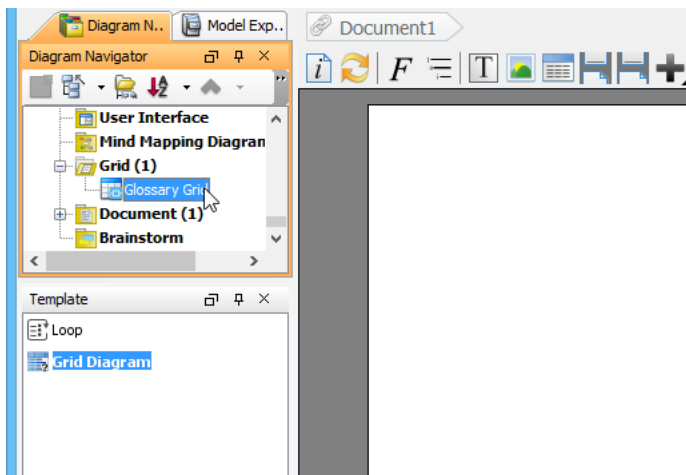 Diagram N..
Model Exp..
Document1
Diagram Navigator
User Interface
Mind Mapping Diagran
Grid (1)
Glossary Grid
Document (1)
Brainstorm
Template
Loop
Grid Diagram